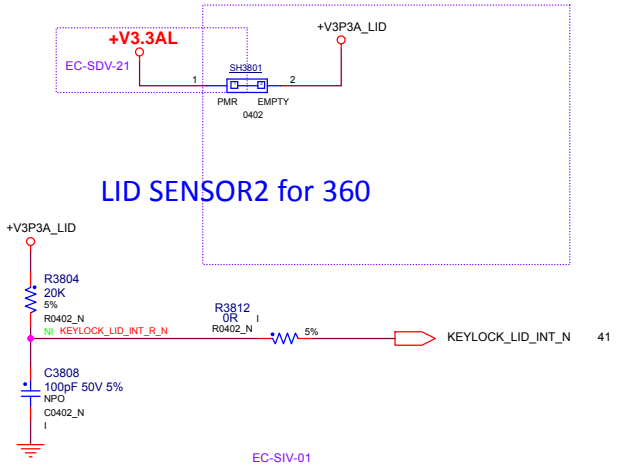 +V3.3AL
+V3P3A_LID
EC-SDV-21
SH3801
1
2
PMR
EMPTY
0402
LID SENSOR2 for 360
+V3P3A_LID
R3804
20K
5%
R0402_N
NI
KEYLOCK_LID_INT_R_N
R3812
0R
I
R0402_N
5%
KEYLOCK_LID_INT_N
41
C3808
100pF 50V 5%
NPO
C0402_N
I
EC-SIV-01